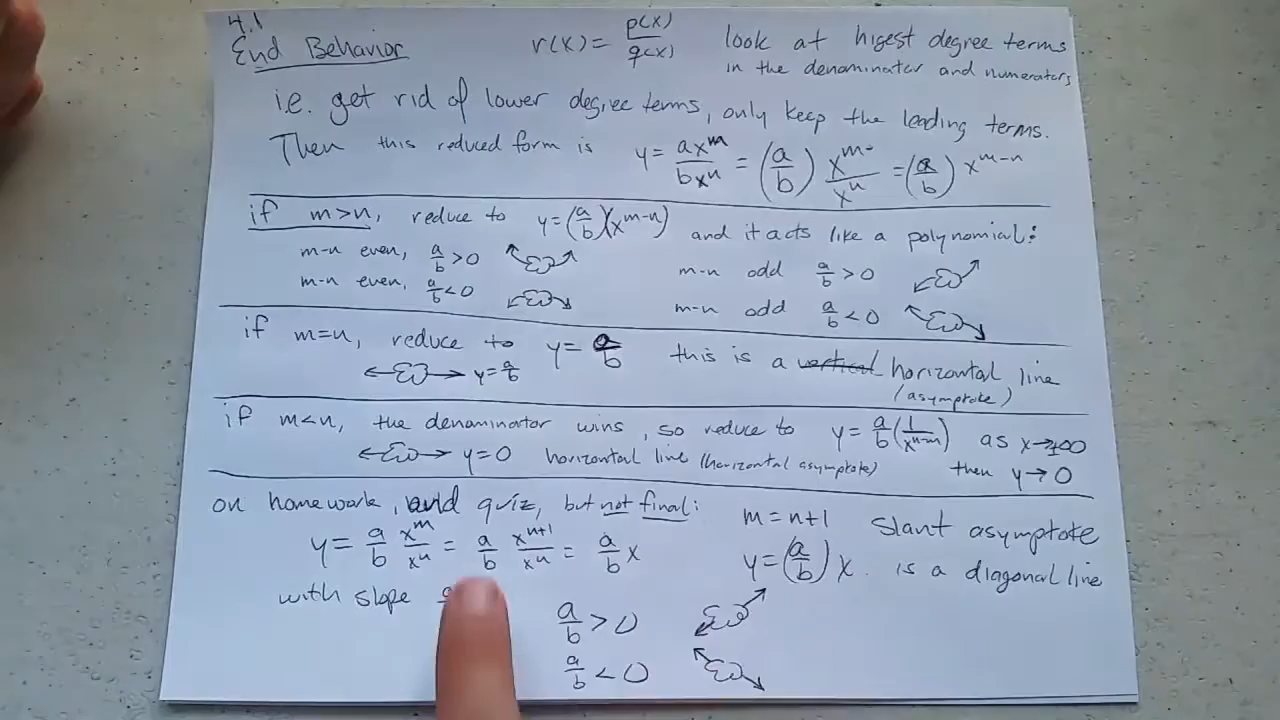 4.1
End Behavior
r(x) = p(x)/q(x) look at higest degree terms
in the denominator and numerators
i.e. get rid of lower degree terms, only keep the leading terms.
Then this reduced form is y = ax^m/bx^n = (a/b) x^m/x^n = (a/b) x^{m-n}
if m>n, reduce to y=(a/b)(x^{m-n}) and it acts like a polynomial:
m-n even, a/b > 0
m-n even, a/b < 0
m-n odd a/b > 0
m-n odd a/b < 0
if m=n, reduce to y = a/b this is a vertical horizontal line
(asymptote)
y = a/b
if m<n, the denominator wins, so reduce to y = a/b (1/x^{n-m}) as x→±∞
y=0 horizontal line (horizontal asymptote) then y→0
on homework, and quiz, but not final: m = n+1 slant asymptote
y = a/b x^m/x^n = a/b x^{n+1}/x^n = a/b x
y = (a/b) x is a diagonal line
with slope
a/b > 0
a/b < 0